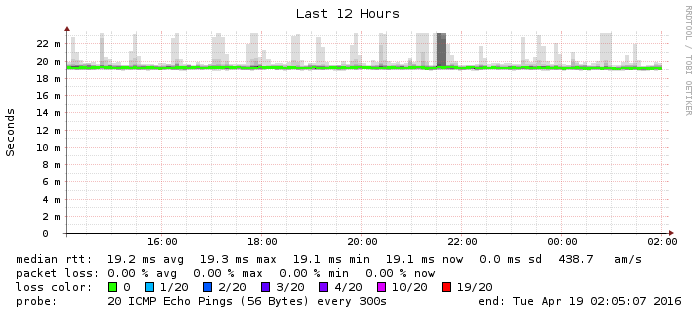 Last 12 Hours
RRDTOOL / TOBI OETIKER
Seconds
22 m
20 m
18 m
16 m
14 m
12 m
10 m
8 m
6 m
4 m
2 m
0
16:00 18:00 20:00 22:00 00:00 02:00
median rtt: 19.2 ms avg 19.3 ms max 19.1 ms min 19.1 ms now 0.0 ms sd 438.7 am/s
packet loss: 0.00 % avg 0.00 % max 0.00 % min 0.00 % now
loss color: 0 1/20 2/20 3/20 4/20 10/20 19/20
probe: 20 ICMP Echo Pings (56 Bytes) every 300s end: Tue Apr 19 02:05:07 2016